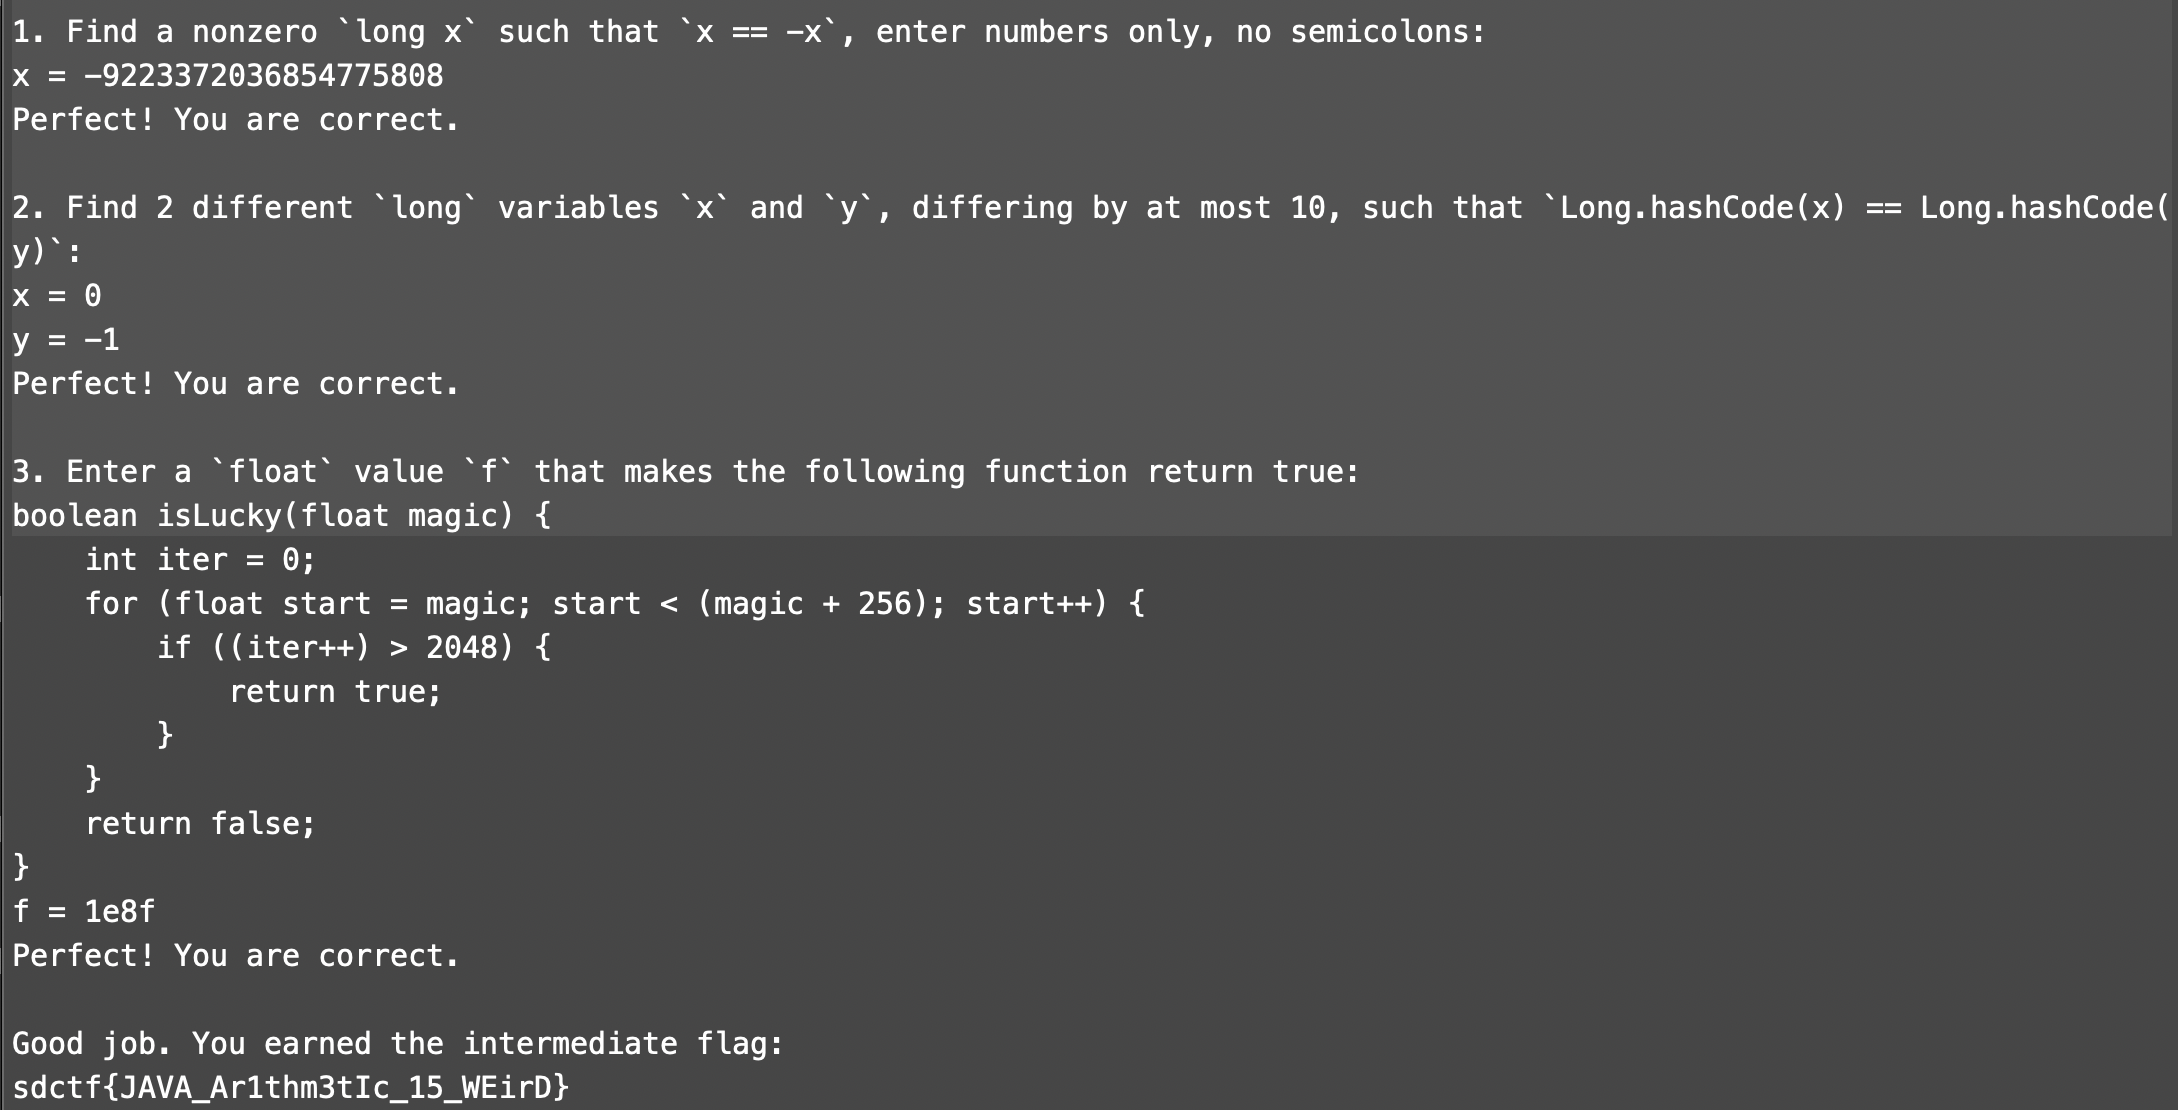 1. Find a nonzero `long x` such that `x == -x`, enter numbers only, no semicolons:
x = -9223372036854775808
Perfect! You are correct.
2. Find 2 different `long` variables `x` and `y`, differing by at most 10, such that `Long.hashCode(x) == Long.hashCode(
y)`:
x = 0
y = -1
Perfect! You are correct.
3. Enter a `float` value `f` that makes the following function return true:
boolean isLucky(float magic) {
    int iter = 0;
    for (float start = magic; start < (magic + 256); start++) {
        if ((iter++) > 2048) {
            return true;
        }
    }
    return false;
}
f = 1e8f
Perfect! You are correct.
Good job. You earned the intermediate flag:
sdctf{JAVA_Ar1thm3tIc_15_WEirD}